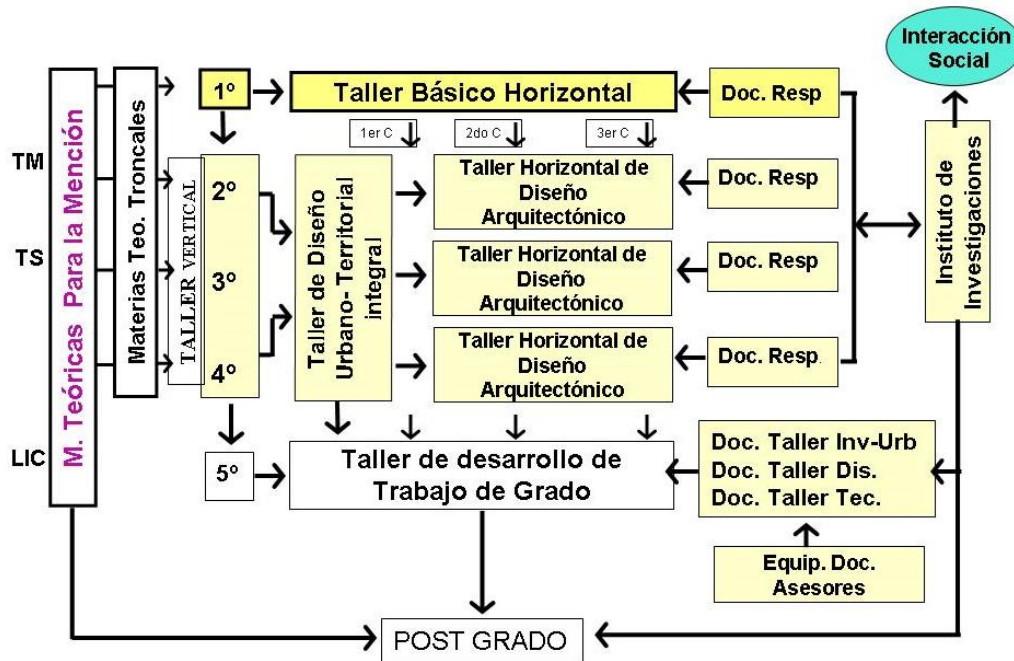 Interacción
Social
1º
Taller Básico Horizontal
Doc. Resp
1er C
2do C
3er C
TM
TS
LIC
M. Teóricas Para la Mención
Materias Teo. Troncales
TALLER VERTICAL
2º
3º
4º
Taller de Diseño
Urbano- Territorial
integral
Taller Horizontal de
Diseño
Arquitectónico
Doc. Resp
Taller Horizontal de
Diseño
Arquitectónico
Doc. Resp
Taller Horizontal de
Diseño
Arquitectónico
Doc. Resp.
Instituto de
Investigaciones
5º
Taller de desarrollo de
Trabajo de Grado
Doc. Taller Inv-Urb
Doc. Taller Dis.
Doc. Taller Tec.
Equip. Doc.
Asesores
POST GRADO